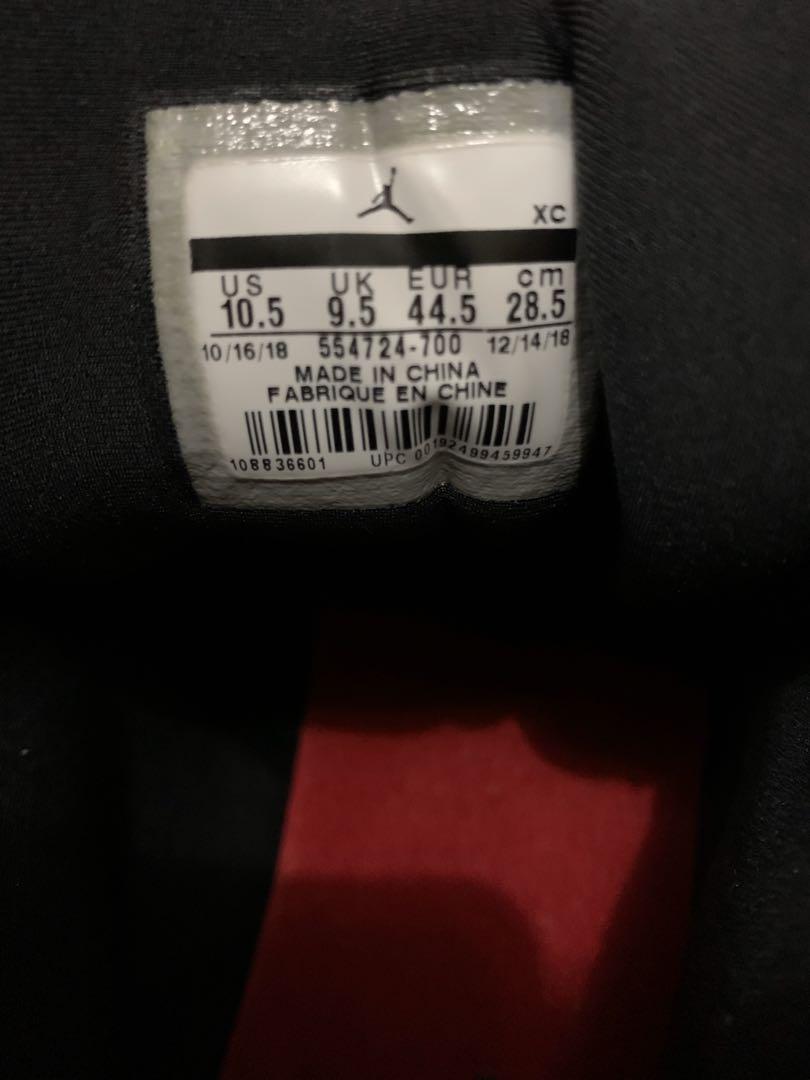 XC
US UK EUR cm
10.5 9.5 44.5 28.5
10/16/18 554724-700 12/14/18
MADE IN CHINA
FABRIQUE EN CHINE
108836601 UPC 00192499459947